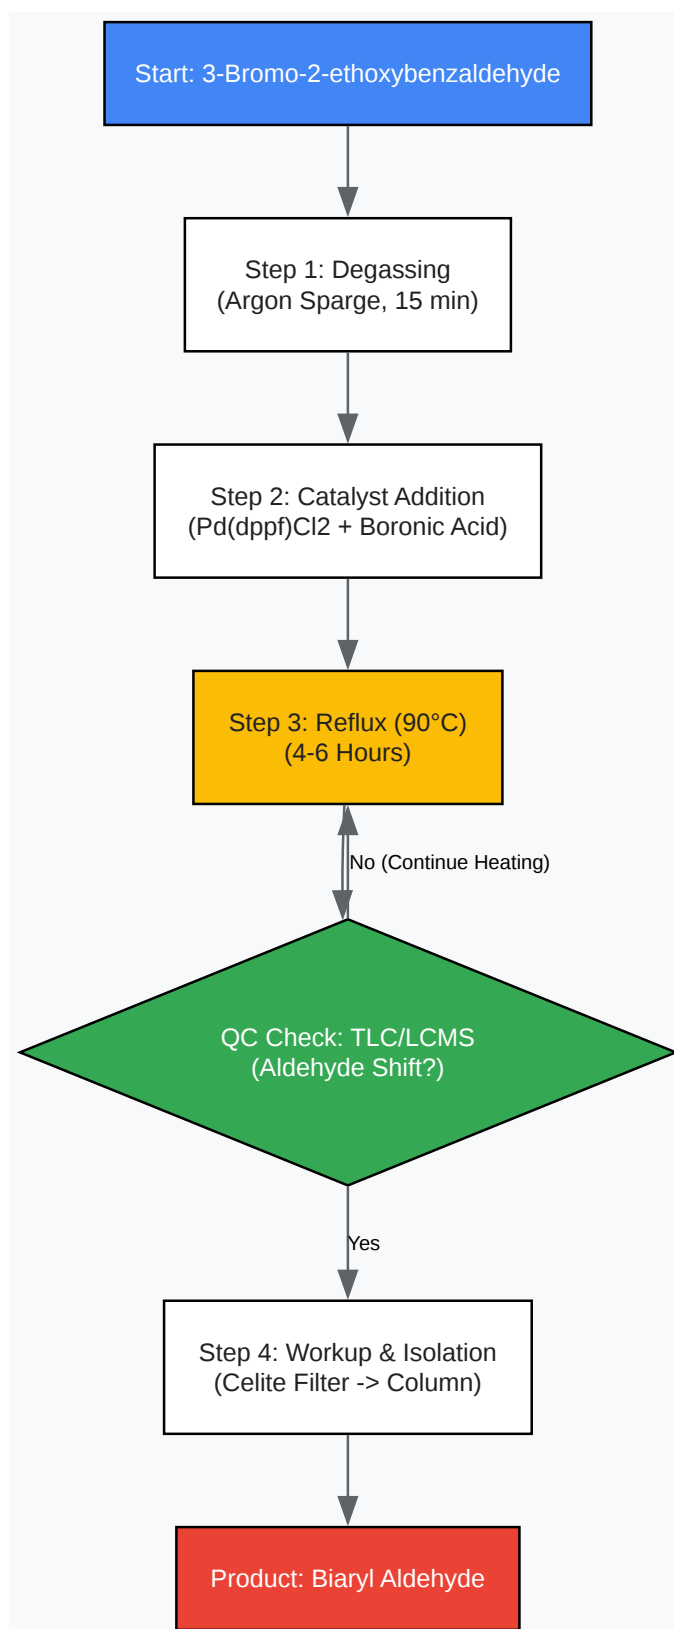 Start: 3-Bromo-2-ethoxybenzaldehyde
Step 1: Degassing
(Argon Sparge, 15 min)
Step 2: Catalyst Addition
(Pd(dppf)Cl2 + Boronic Acid)
Step 3: Reflux (90°C)
(4-6 Hours)
No (Continue Heating)
QC Check: TLC/LCMS
(Aldehyde Shift?)
Yes
Step 4: Workup & Isolation
(Celite Filter -> Column)
Product: Biaryl Aldehyde